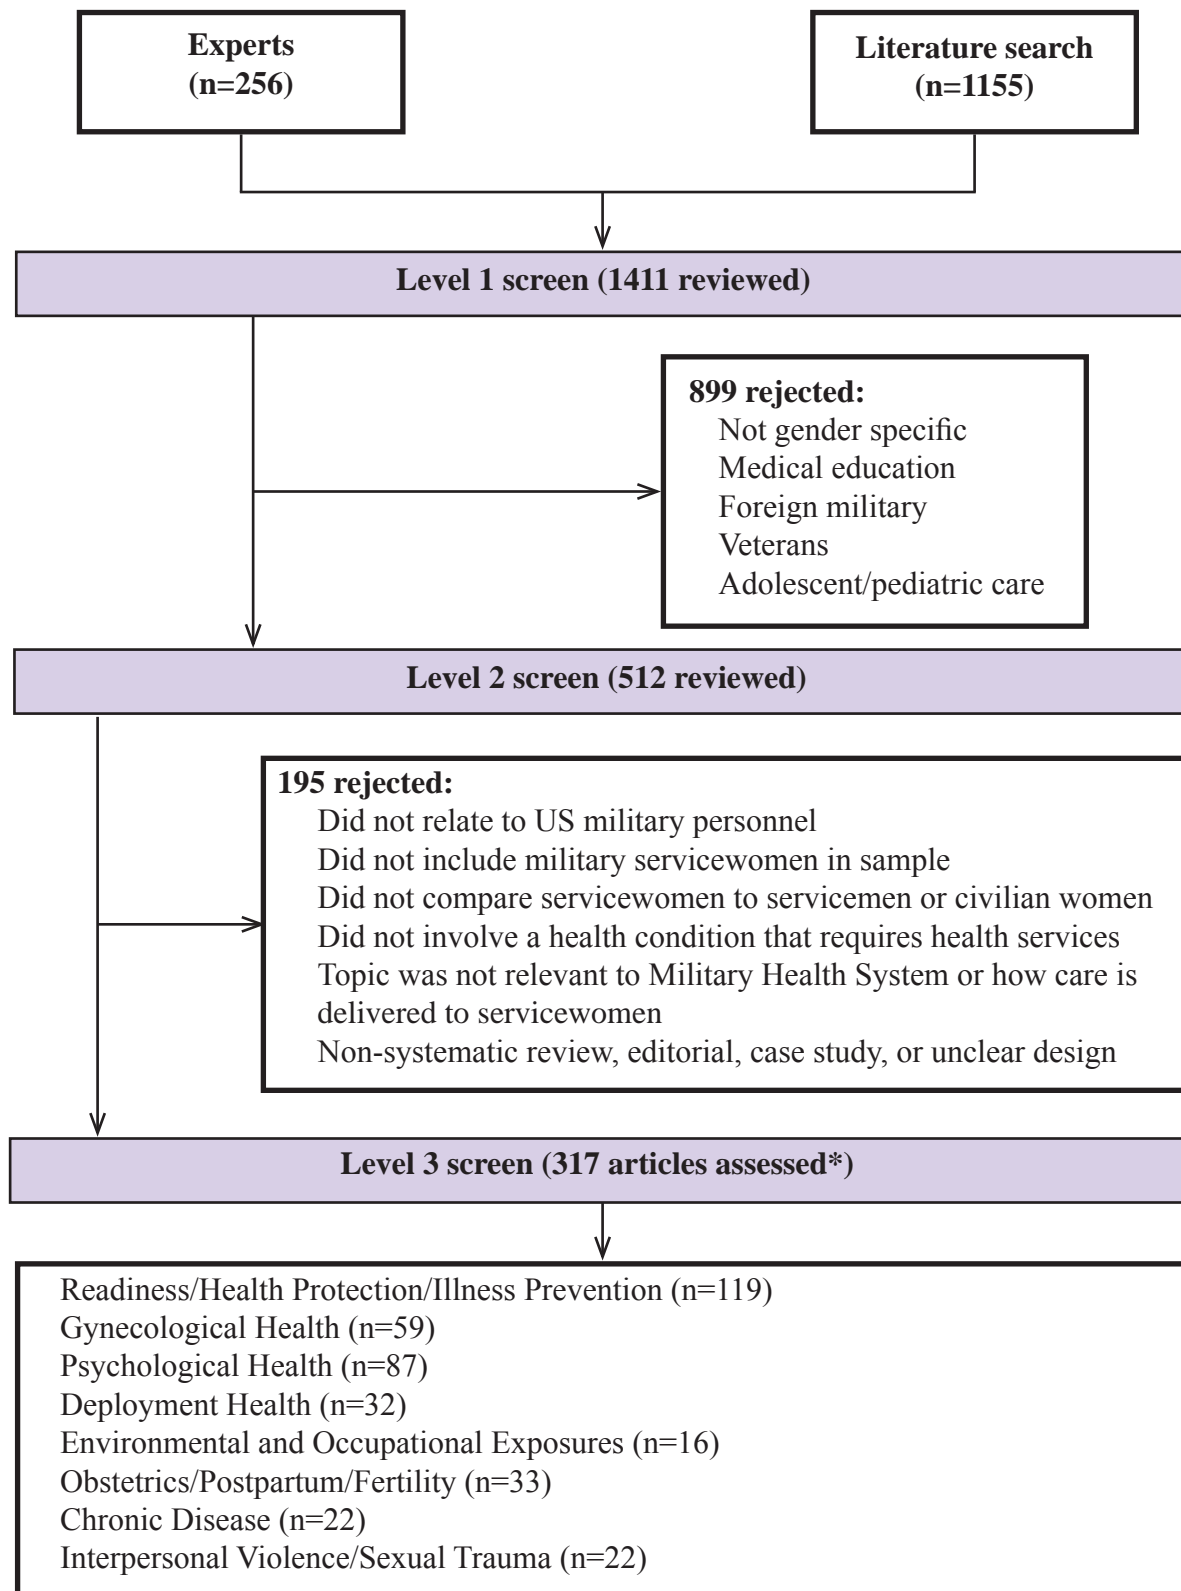 Experts
(n=256)
Literature search
(n=1155)
Level 1 screen (1411 reviewed)
899 rejected:
Not gender specific
Medical education
Foreign military
Veterans
Adolescent/pediatric care
Level 2 screen (512 reviewed)
195 rejected:
Did not relate to US military personnel
Did not include military servicewomen in sample
Did not compare servicewomen to servicemen or civilian women
Did not involve a health condition that requires health services
Topic was not relevant to Military Health System or how care is
delivered to servicewomen
Non-systematic review, editorial, case study, or unclear design
Level 3 screen (317 articles assessed*)
Readiness/Health Protection/Illness Prevention (n=119)
Gynecological Health (n=59)
Psychological Health (n=87)
Deployment Health (n=32)
Environmental and Occupational Exposures (n=16)
Obstetrics/Postpartum/Fertility (n=33)
Chronic Disease (n=22)
Interpersonal Violence/Sexual Trauma (n=22)